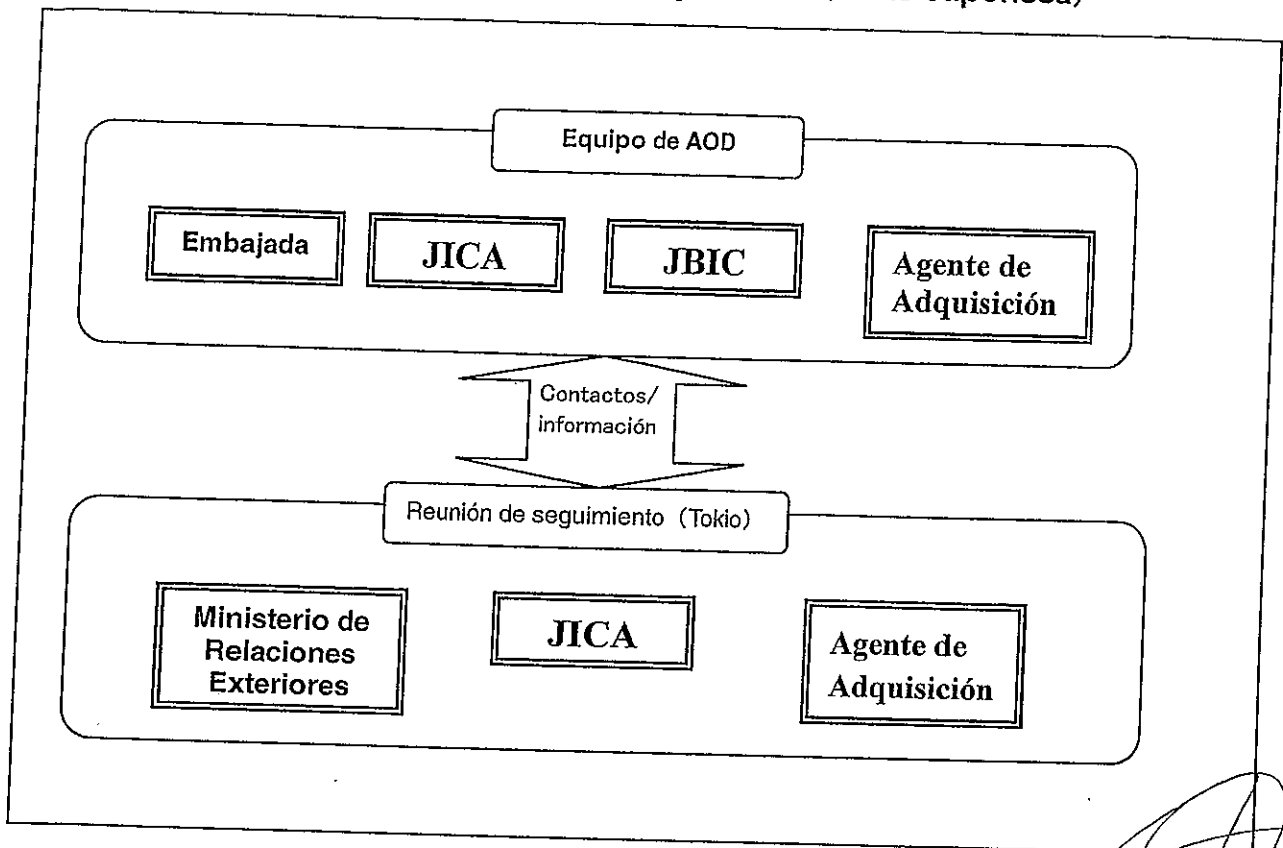 Equipo de AOD
Embajada
JICA
JBIC
Agente de
Adquisición
Contactos/
información
Reunión de seguimiento (Tokio)
Ministerio de
Relaciones
Exteriores
JICA
Agente de
Adquisición